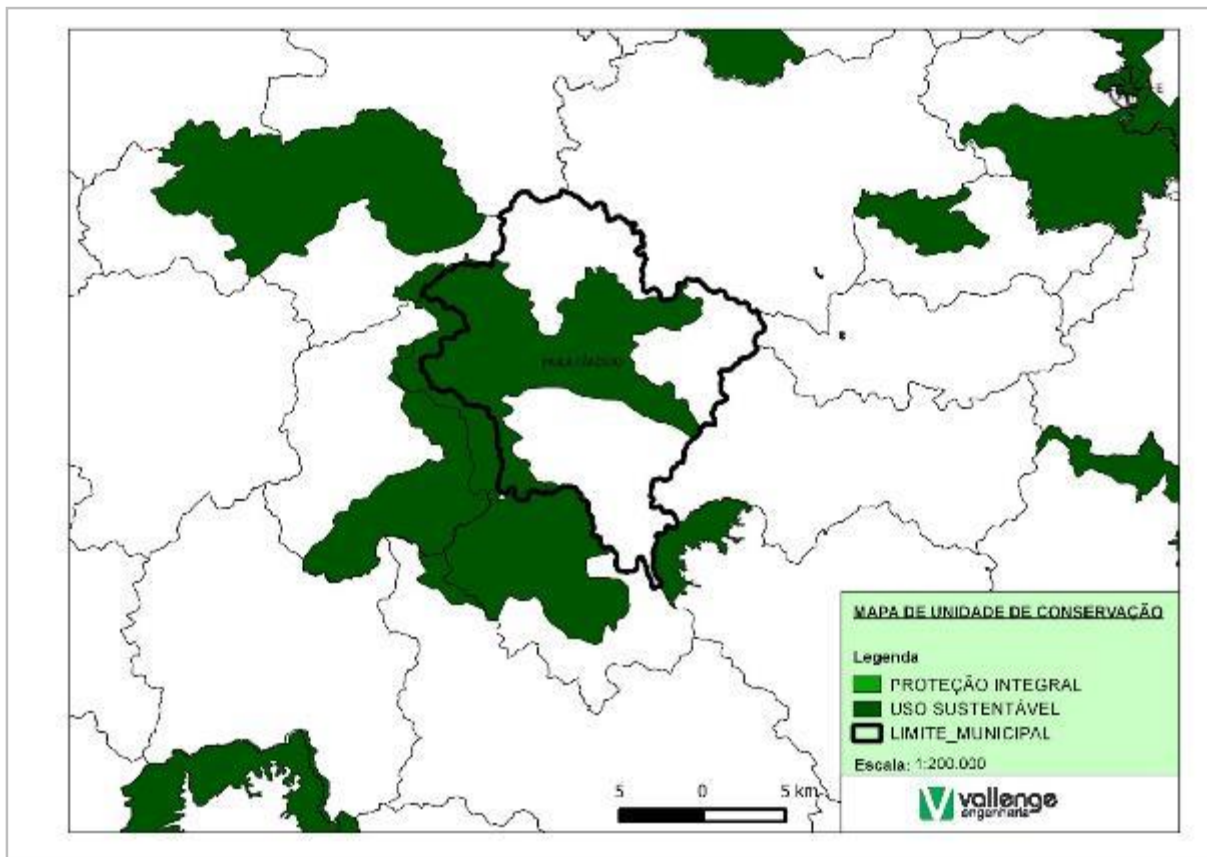 E
MAPA DE UNIDADE DE CONSERVAÇÃO
Legenda
PROTEÇÃO INTEGRAL
USO SUSTENTÁVEL
LIMITE_MUNICIPAL
Escala: 1:200.000
5 0 5 km
vallenge
engenharia